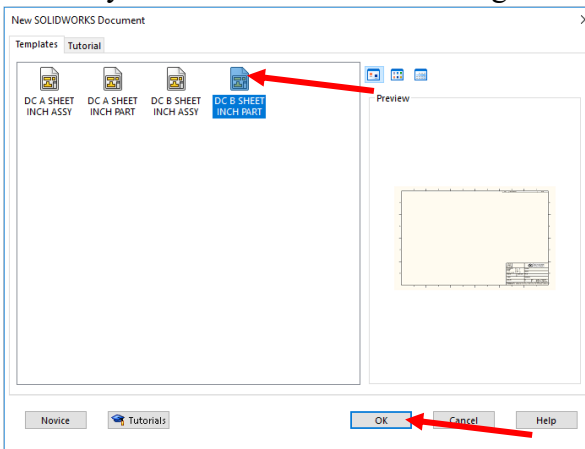 New SOLIDWORKS Document
Templates Tutorial
DC A SHEET INCH ASSY
DC A SHEET INCH PART
DC B SHEET INCH ASSY
DC B SHEET INCH PART
Preview
Novice Tutorials OK Cancel Help